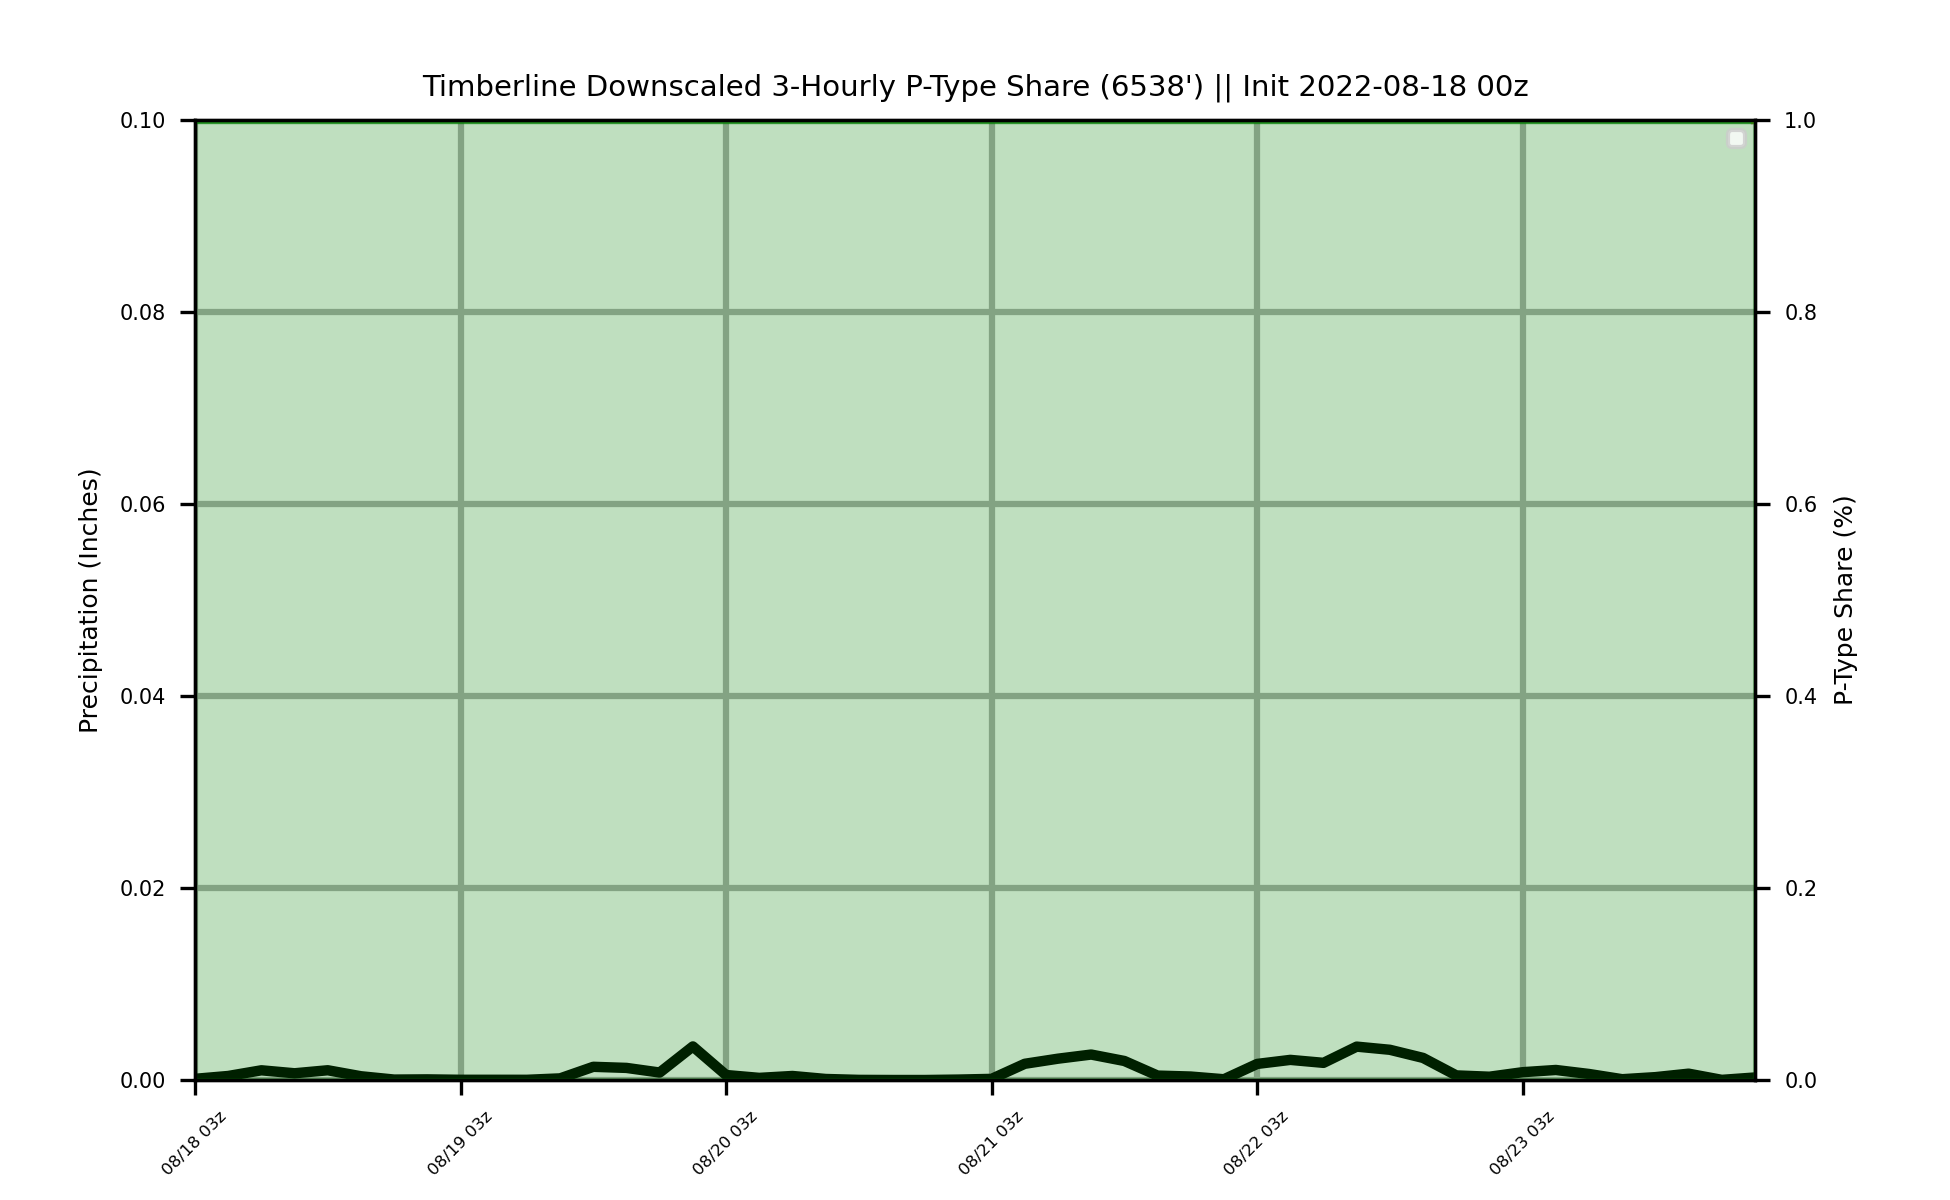 Timberline Downscaled 3-Hourly P-Type Share (6538') || Init 2022-08-18 00z
0.10
0.08
0.06
0.04
0.02
0.00
Precipitation (Inches)
1.0
0.8
0.6
0.4
0.2
0.0
P-Type Share (%)
08/18 03z
08/19 03z
08/20 03z
08/21 03z
08/22 03z
08/23 03z